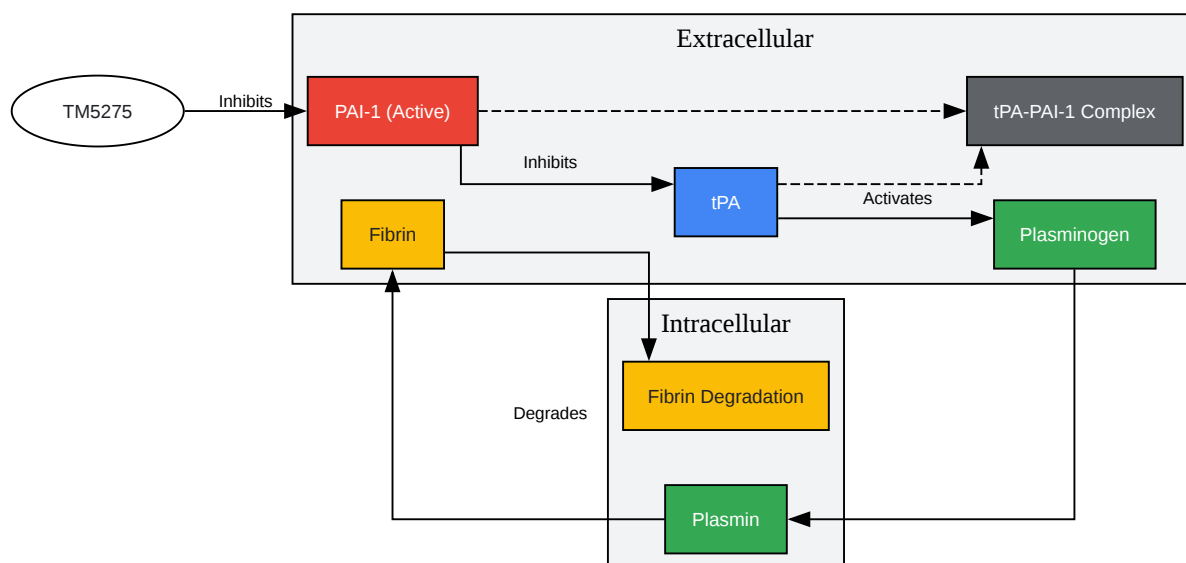 Extracellular
TM5275
Inhibits
PAI-1 (Active)
tPA-PAI-1 Complex
Inhibits
tPA
Activates
Fibrin
Plasminogen
Intracellular
Fibrin Degradation
Degrades
Plasmin